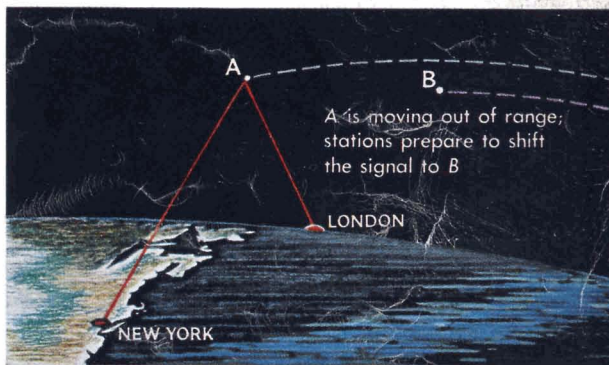 A
B
A is moving out of range;
stations prepare to shift
the signal to B
LONDON
NEW YORK